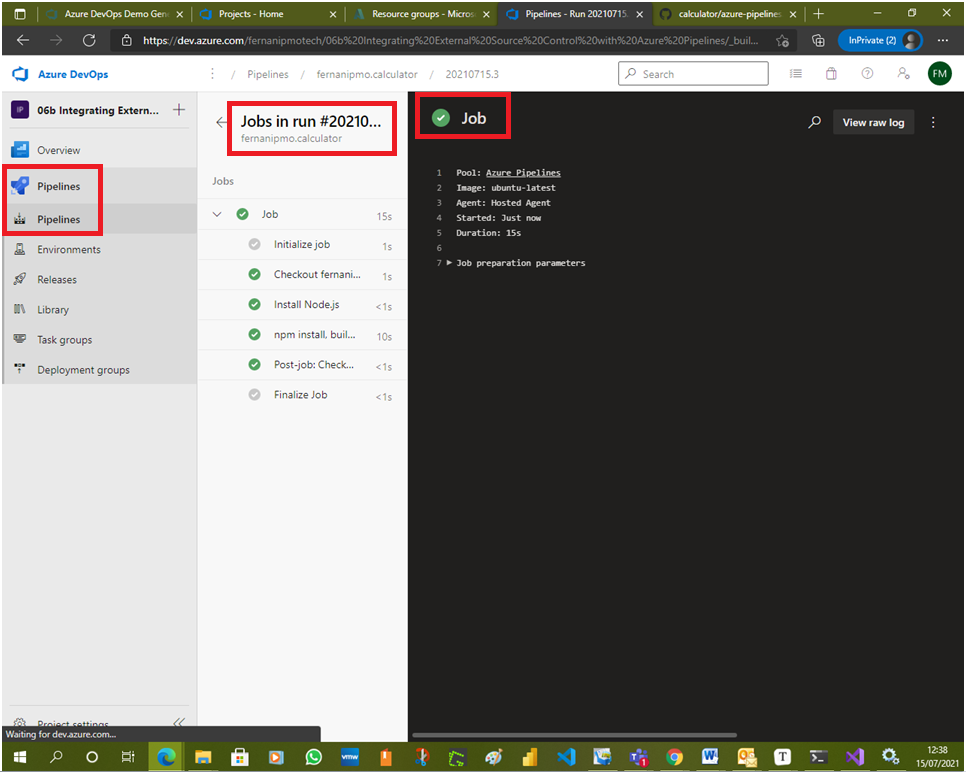 Azure DevOps Demo Gene
Projects - Home
Resource groups - Micros
Pipelines - Run 20210715.
calculator/azure-pipelines
https://dev.azure.com/fernanipmotech/06b%20Integrating%20External%20Source%20Control%20with%20Azure%20Pipelines/_buil...
InPrivate (2)
Azure DevOps
/ Pipelines / fernanipmo.calculator / 20210715.3
Search
FM
IP
06b Integrating Extern...
Overview
Pipelines
Pipelines
Environments
Releases
Library
Task groups
Deployment groups
Project settings
Waiting for dev.azure.com...
Jobs in run #20210...
fernanipmo.calculator
Jobs
Job 15s
Initialize job 1s
Checkout fernani... 1s
Install Node.js <1s
npm install, buil... 10s
Post-job: Check... <1s
Finalize Job <1s
Job
View raw log
1 Pool: Azure Pipelines
2 Image: ubuntu-latest
3 Agent: Hosted Agent
4 Started: Just now
5 Duration: 15s
6
7 Job preparation parameters
vmw
T
12:38
15/07/2021